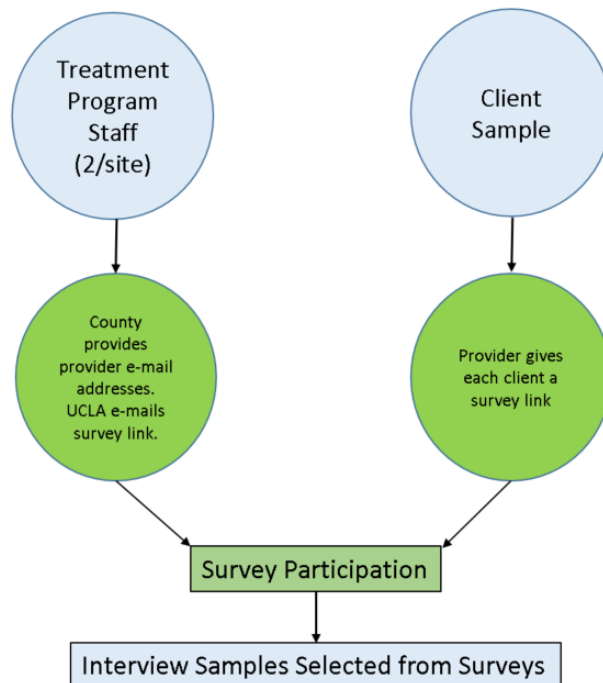 Treatment
Program
Staff
(2/site)
Client
Sample
County
provides
provider e-mail
addresses.
UCLA e-mails
survey link.
Provider gives
each client a
survey link
Survey Participation
Interview Samples Selected from Surveys